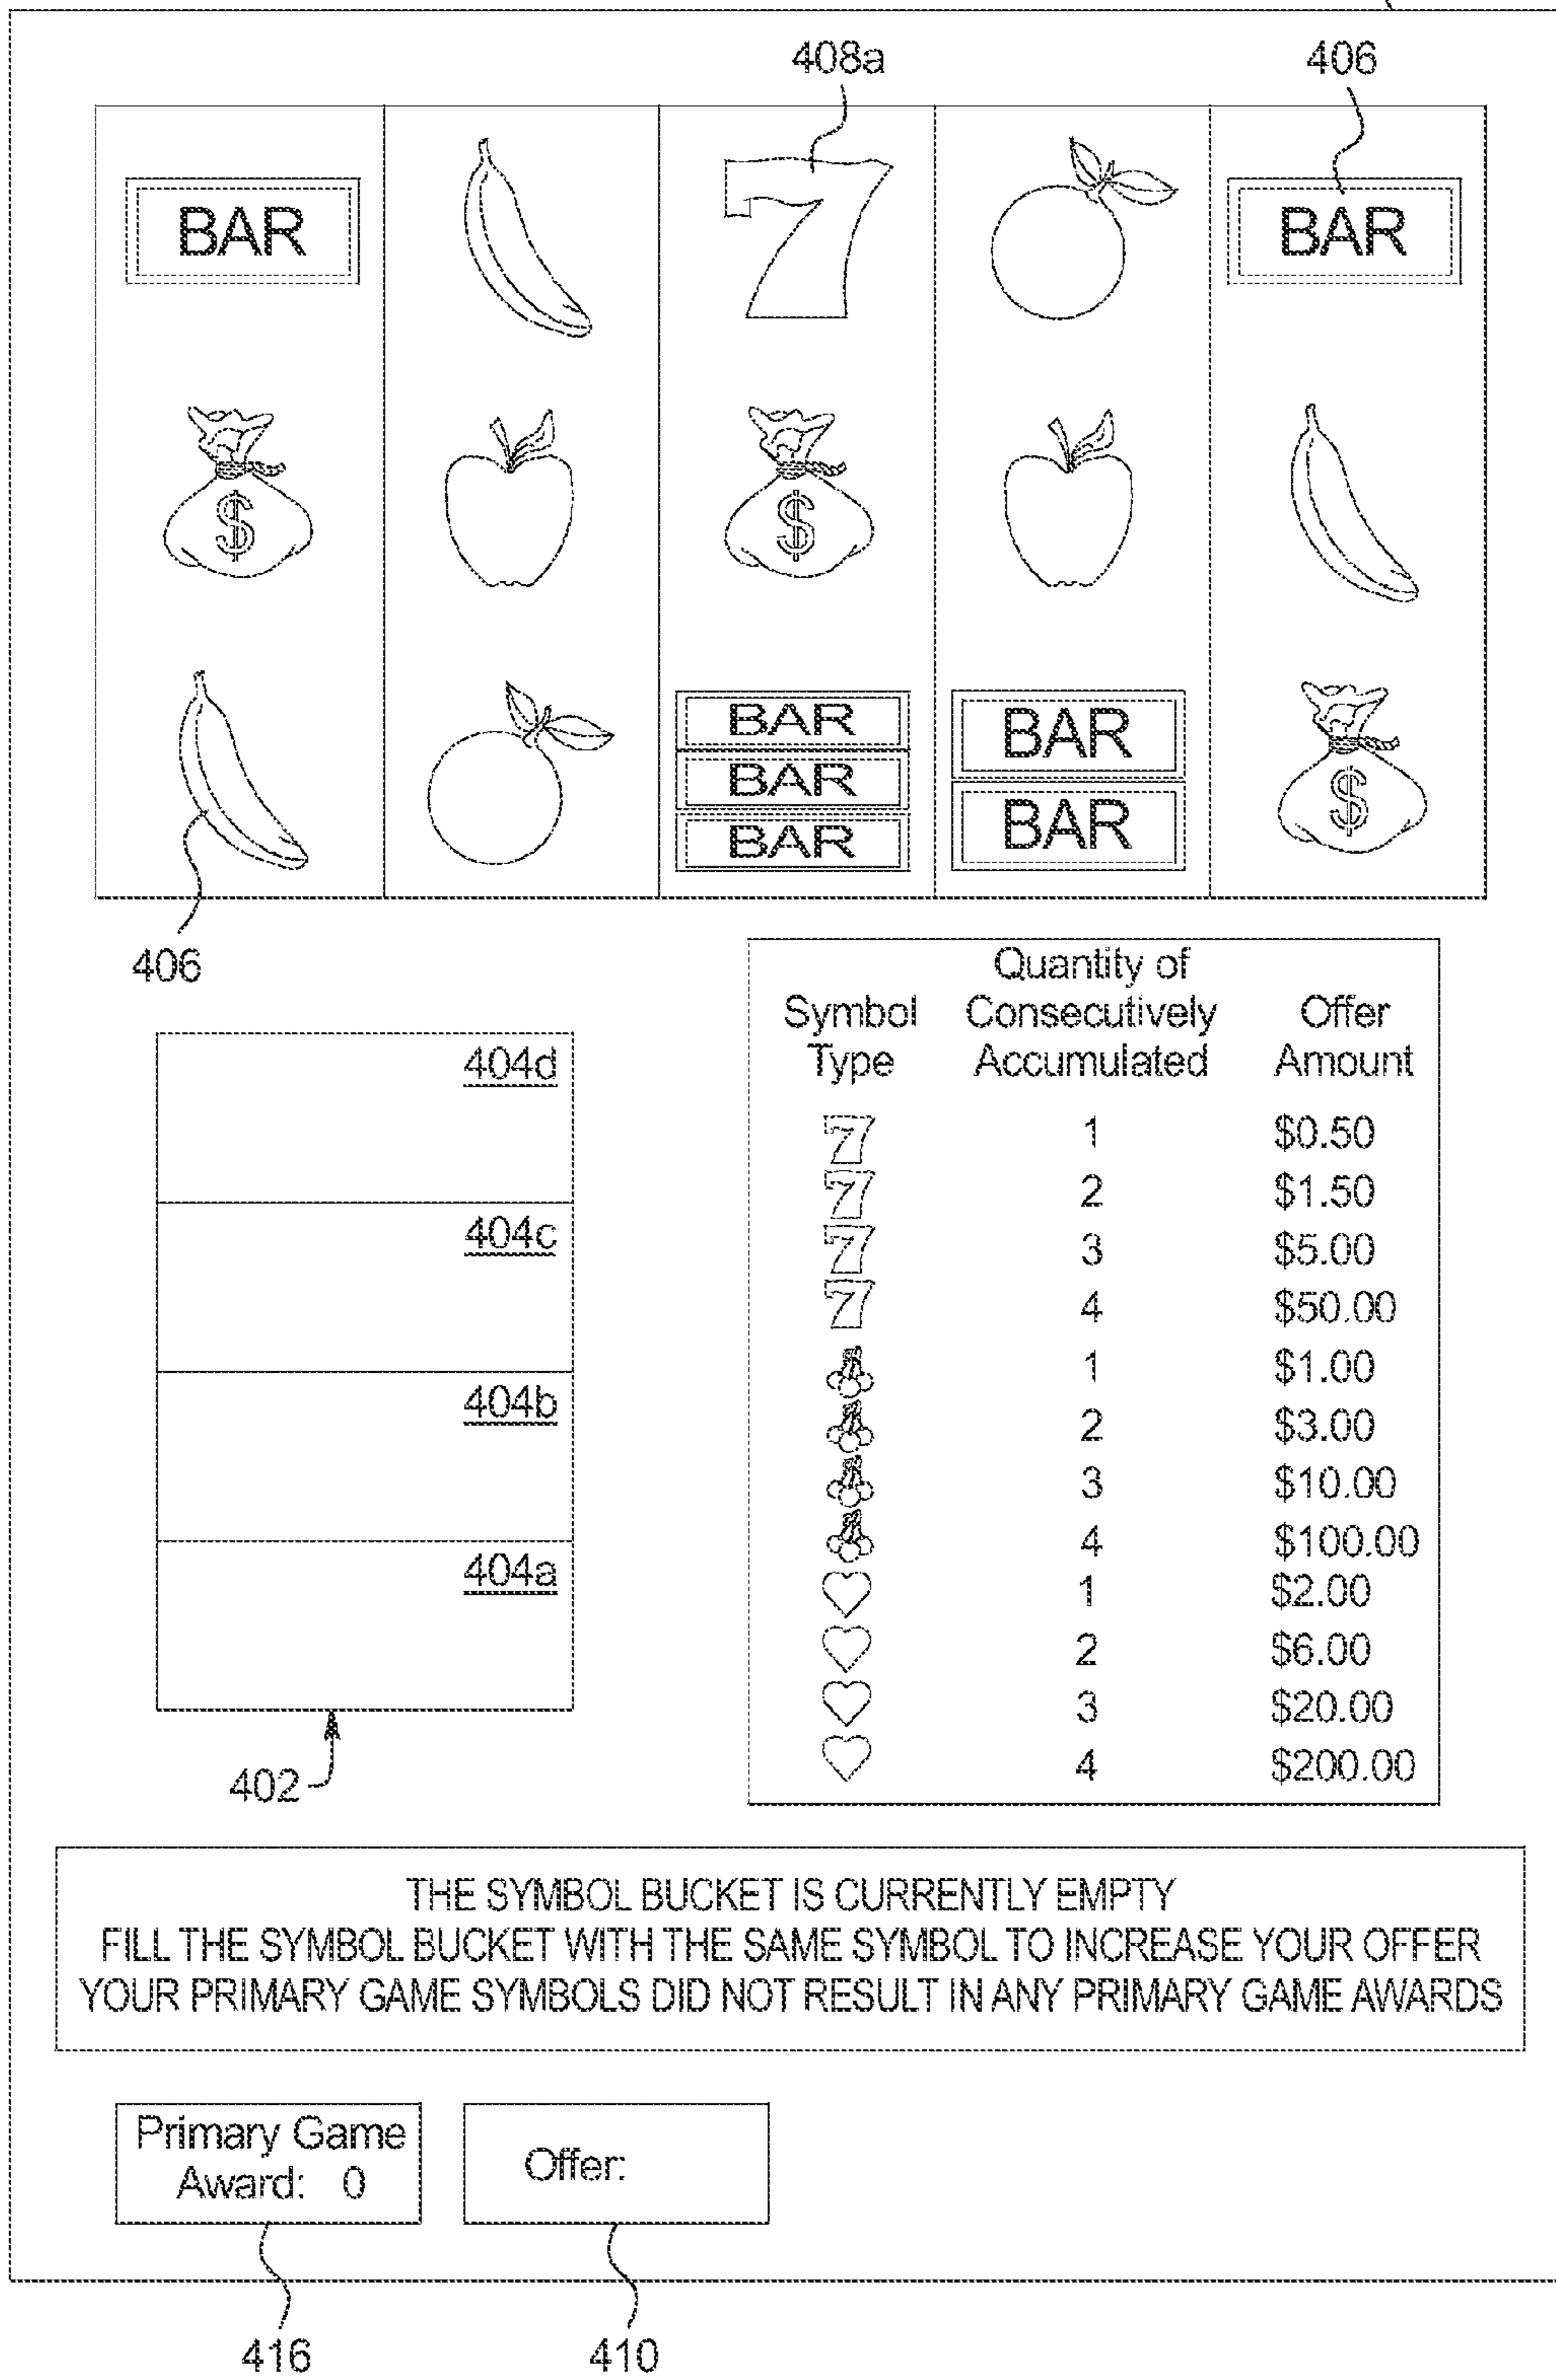 408a
406
BAR
7
BAR
$
$
BAR
BAR
BAR
BAR
BAR
$
406
Quantity of
Symbol Consecutively Offer
Type Accumulated Amount
7 1 $0.50
7 2 $1.50
7 3 $5.00
7 4 $50.00
1 $1.00
2 $3.00
3 $10.00
4 $100.00
1 $2.00
2 $6.00
3 $20.00
4 $200.00
404d
404c
404b
404a
402
THE SYMBOL BUCKET IS CURRENTLY EMPTY
FILL THE SYMBOL BUCKET WITH THE SAME SYMBOL TO INCREASE YOUR OFFER
YOUR PRIMARY GAME SYMBOLS DID NOT RESULT IN ANY PRIMARY GAME AWARDS
Primary Game
Award: 0
Offer:
416
410